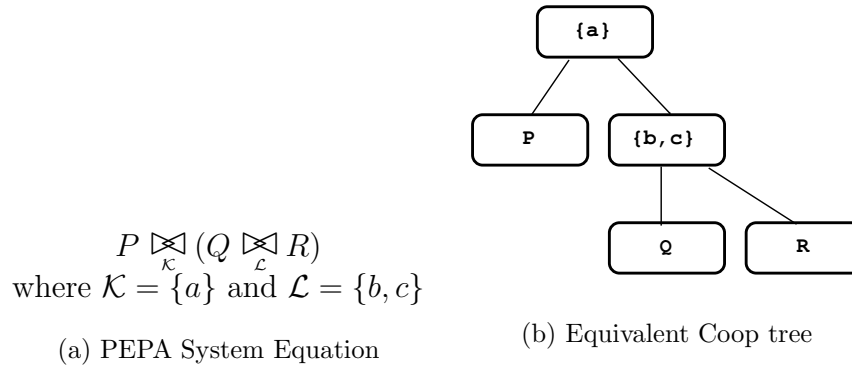 P ⋈_𝒦 (Q ⋈_ℒ R)
where 𝒦 = {a} and ℒ = {b, c}
(a) PEPA System Equation
{a}
P
{b,c}
Q
R
(b) Equivalent Coop tree